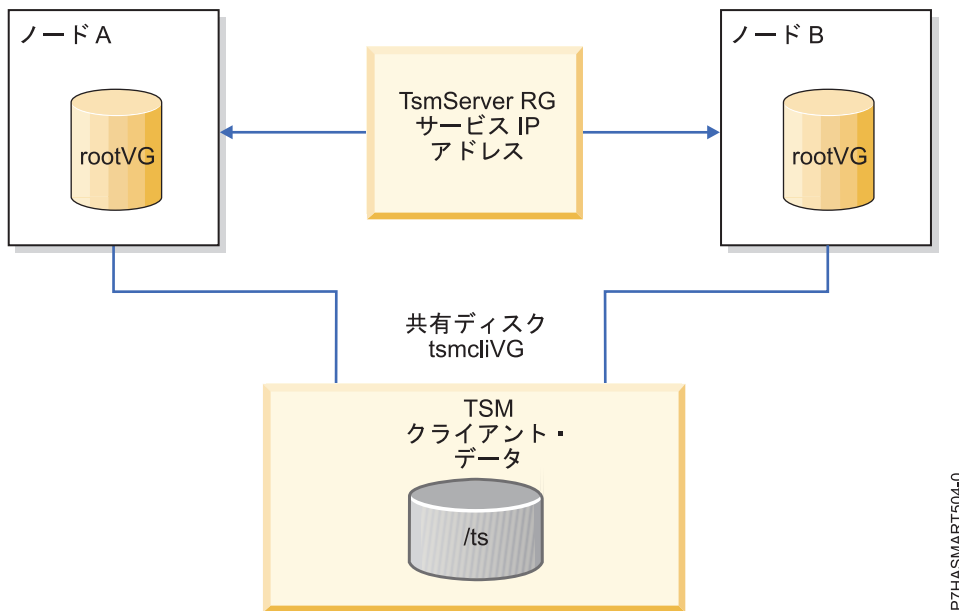 ノード A
ノード B
rootVG
TsmServer RG
サービス IP
アドレス
rootVG
共有ディスク
tsmcliVG
TSM
クライアント・
データ
/ts
P7HASMART504-0